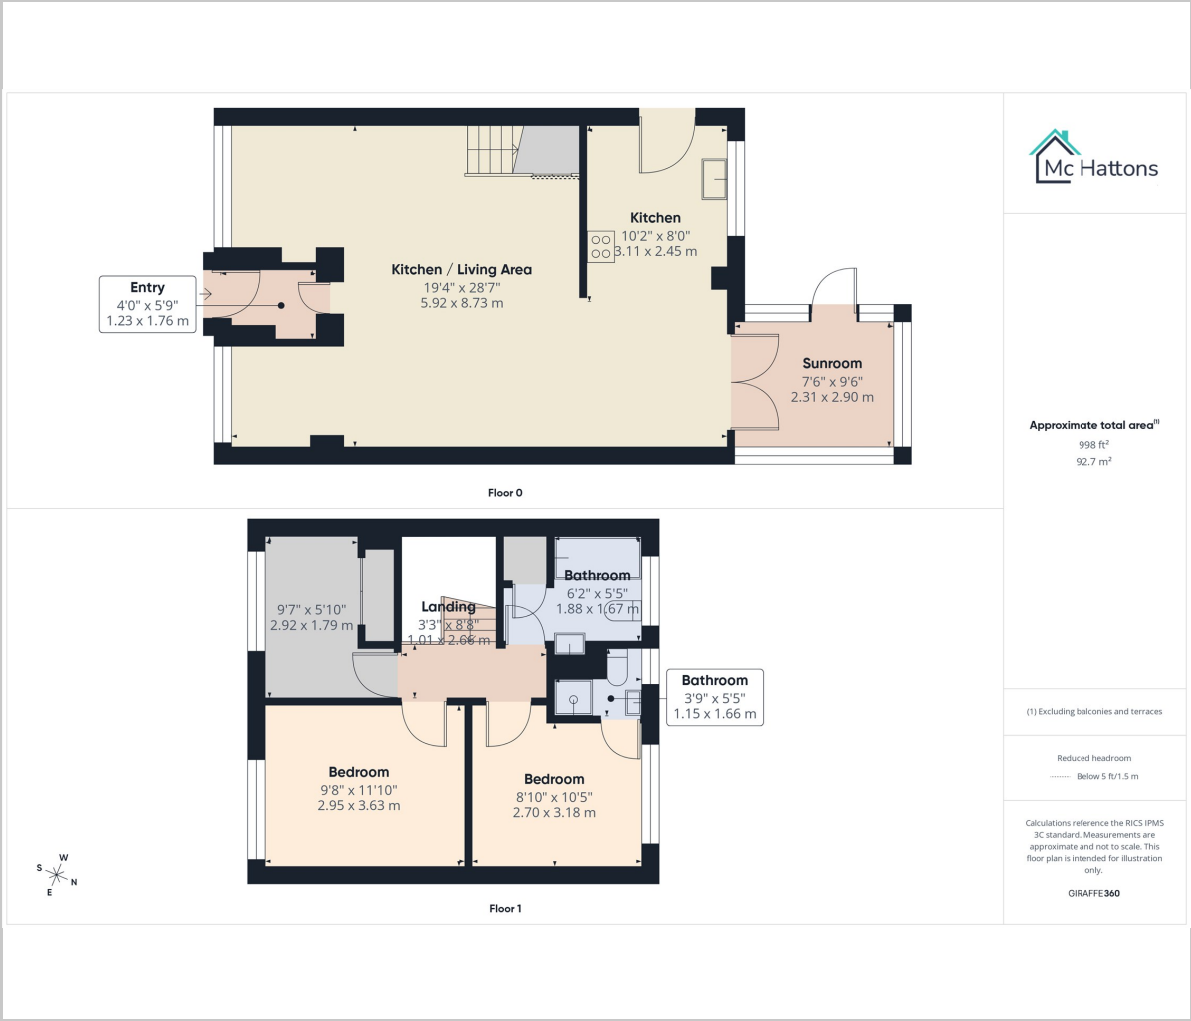 Mc Hattons
Kitchen
10'2" x 8'0"
3.11 x 2.45 m
Kitchen / Living Area
19'4" x 28'7"
5.92 x 8.73 m
Entry
4'0" x 5'9"
1.23 x 1.76 m
Sunroom
7'6" x 9'6"
2.31 x 2.90 m
Floor 0
Approximate total area(1)
998 ft²
92.7 m²
9'7" x 5'10"
2.92 x 1.79 m
Landing
3'3" x 8'8"
1.01 x 2.66 m
Bathroom
6'2" x 5'5"
1.88 x 1.67 m
Bathroom
3'9" x 5'5"
1.15 x 1.66 m
Bedroom
9'8" x 11'10"
2.95 x 3.63 m
Bedroom
8'10" x 10'5"
2.70 x 3.18 m
W
S
N
E
Floor 1
(1) Excluding balconies and terraces
Reduced headroom
Below 5 ft/1.5 m
Calculations reference the RICS IPMS
3C standard. Measurements are
approximate and not to scale. This
floor plan is intended for illustration
only.
GIRAFFE360